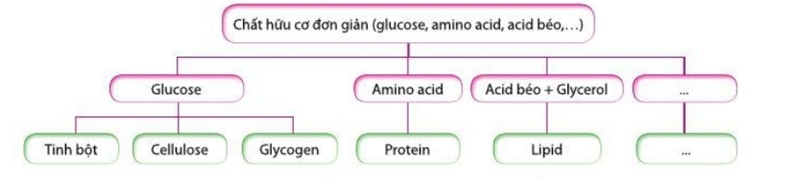 Chất hữu cơ đơn giản (glucose, amino acid, acid béo,...)
Glucose
Amino acid
Acid béo + Glycerol
...
Tinh bột
Cellulose
Glycogen
Protein
Lipid
...